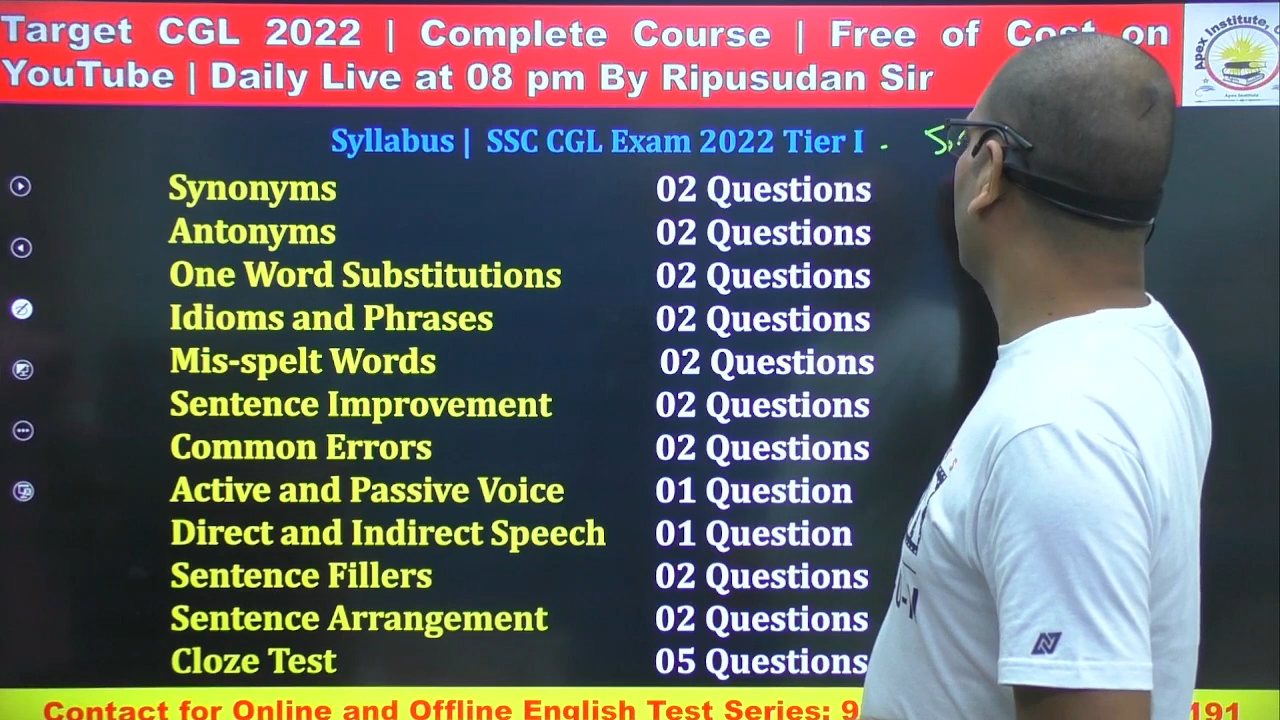 Target CGL 2022 | Complete Course | Free of Cost on
YouTube | Daily Live at 08 pm By Ripusudan Sir
Apex Institute,
Syllabus | SSC CGL Exam 2022 Tier I
Synonyms 02 Questions
Antonyms 02 Questions
One Word Substitutions 02 Questions
Idioms and Phrases 02 Questions
Mis-spelt Words 02 Questions
Sentence Improvement 02 Questions
Common Errors 02 Questions
Active and Passive Voice 01 Question
Direct and Indirect Speech 01 Question
Sentence Fillers 02 Questions
Sentence Arrangement 02 Questions
Cloze Test 05 Questions
Contact for Online and Offline English Test Series: 9 191